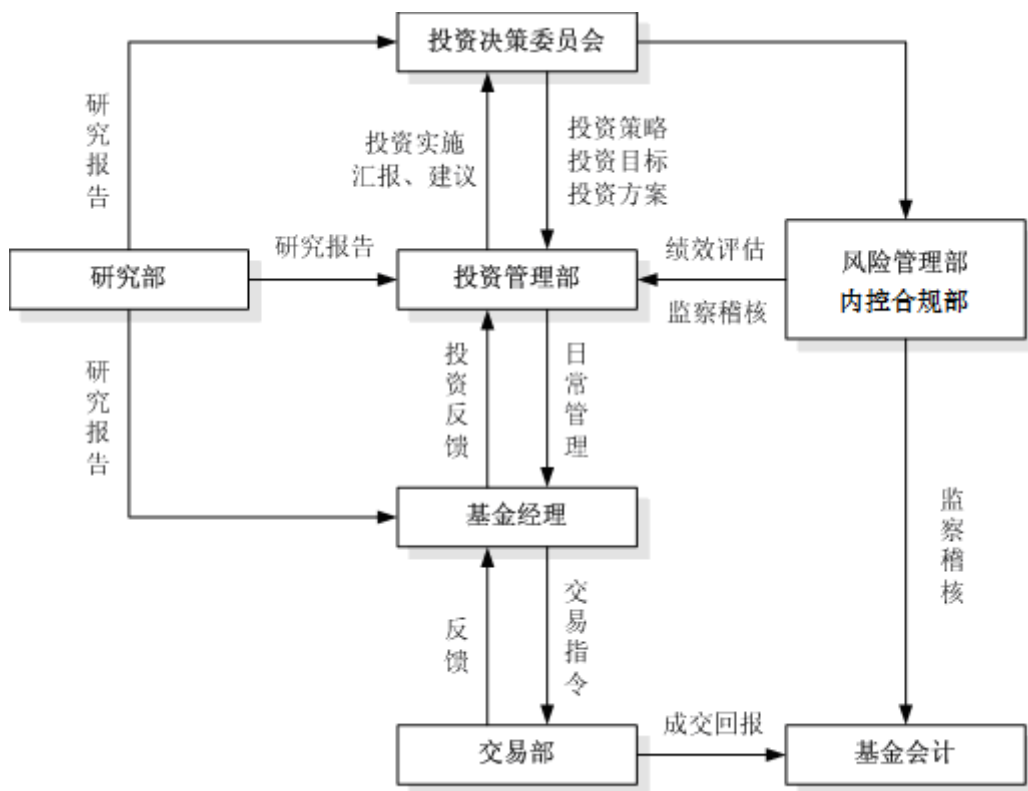 投资决策委员会
研究报告
投资实施
汇报、建议
投资策略
投资目标
投资方案
研究部
研究报告
投资管理部
绩效评估
监察稽核
风险管理部
内控合规部
研究报告
投资反馈
日常管理
基金经理
监察稽核
反馈
交易指令
交易部
成交回报
基金会计